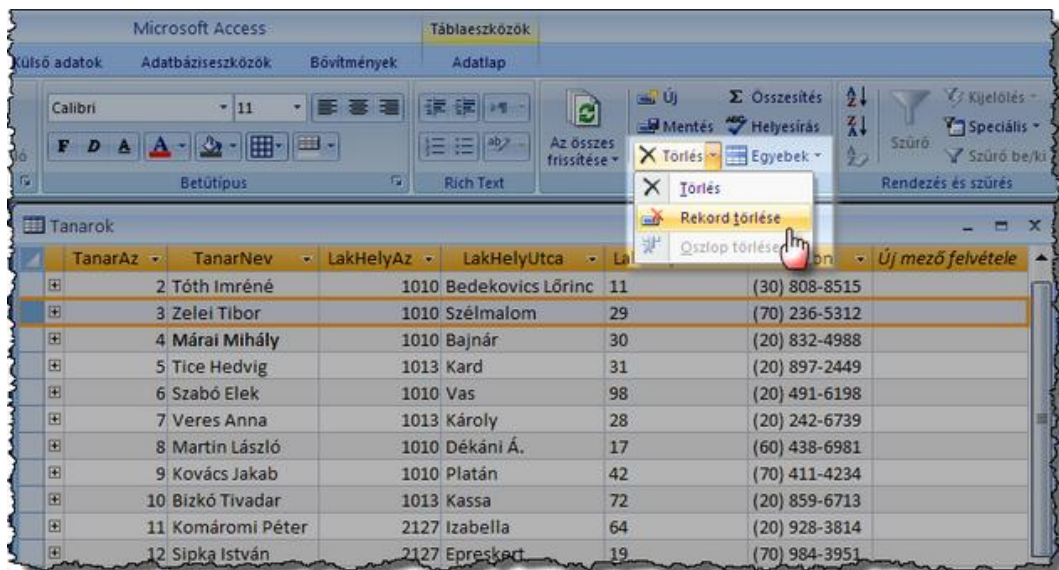 Microsoft Access Táblaeszközök
Külső adatok Adatbáziseszközök Bővítmények Adatlap
Calibri 11 Új Σ Összesítés Kijelölés
Mentés Helyesírás Speciális
F D A A Az összes frissítése Törlés Egyebek Szűrő Szűrő be/ki
Betűtípus Rich Text Rendezés és szűrés
Törlés
Rekord törlése
Oszlop törlése
Tanarok
TanarAz TanarNev LakHelyAz LakHelyUtca Új mező felvétele
2 Tóth Imréné 1010 Bedekovics Lőrinc 11 (30) 808-8515
3 Zelei Tibor 1010 Szélmalom 29 (70) 236-5312
4 Márai Mihály 1010 Bajnár 30 (20) 832-4988
5 Tice Hedvig 1013 Kard 31 (20) 897-2449
6 Szabó Elek 1010 Vas 98 (20) 491-6198
7 Veres Anna 1013 Károly 28 (20) 242-6739
8 Martin László 1010 Dékáni Á. 17 (60) 438-6981
9 Kovács Jakab 1010 Platán 42 (70) 411-4234
10 Bizkó Tivadar 1013 Kassa 72 (20) 859-6713
11 Komáromi Péter 2127 Izabella 64 (20) 928-3814
12 Sipka István 2127 Epreskert 19 (70) 984-3951